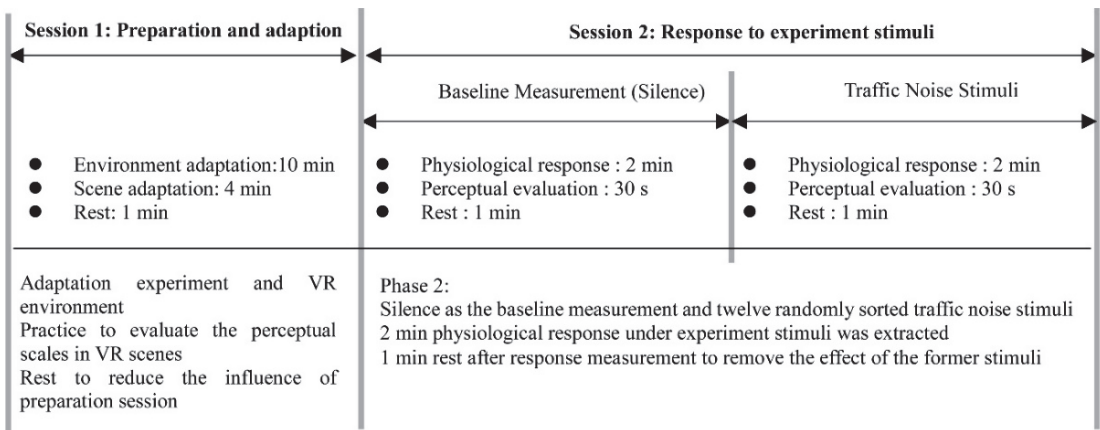 Session 1: Preparation and adaption
Session 2: Response to experiment stimuli
Baseline Measurement (Silence)
Traffic Noise Stimuli
● Environment adaptation:10 min
● Scene adaptation: 4 min
● Rest: 1 min
● Physiological response : 2 min
● Perceptual evaluation : 30 s
● Rest : 1 min
● Physiological response : 2 min
● Perceptual evaluation : 30 s
● Rest : 1 min
Adaptation experiment and VR
environment
Practice to evaluate the perceptual
scales in VR scenes
Rest to reduce the influence of
preparation session
Phase 2:
Silence as the baseline measurement and twelve randomly sorted traffic noise stimuli
2 min physiological response under experiment stimuli was extracted
1 min rest after response measurement to remove the effect of the former stimuli